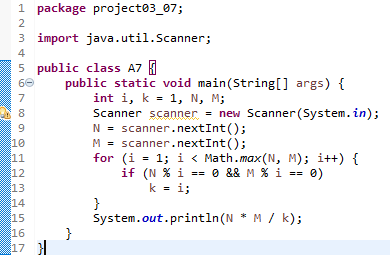 1 package project03_07;
2
3 import java.util.Scanner;
4
5 public class A7 {
6 public static void main(String[] args) {
7 int i, k = 1, N, M;
8 Scanner scanner = new Scanner(System.in);
9 N = scanner.nextInt();
10 M = scanner.nextInt();
11 for (i = 1; i < Math.max(N, M); i++) {
12 if (N % i == 0 && M % i == 0)
13 k = i;
14 }
15 System.out.println(N * M / k);
16 }
17 }